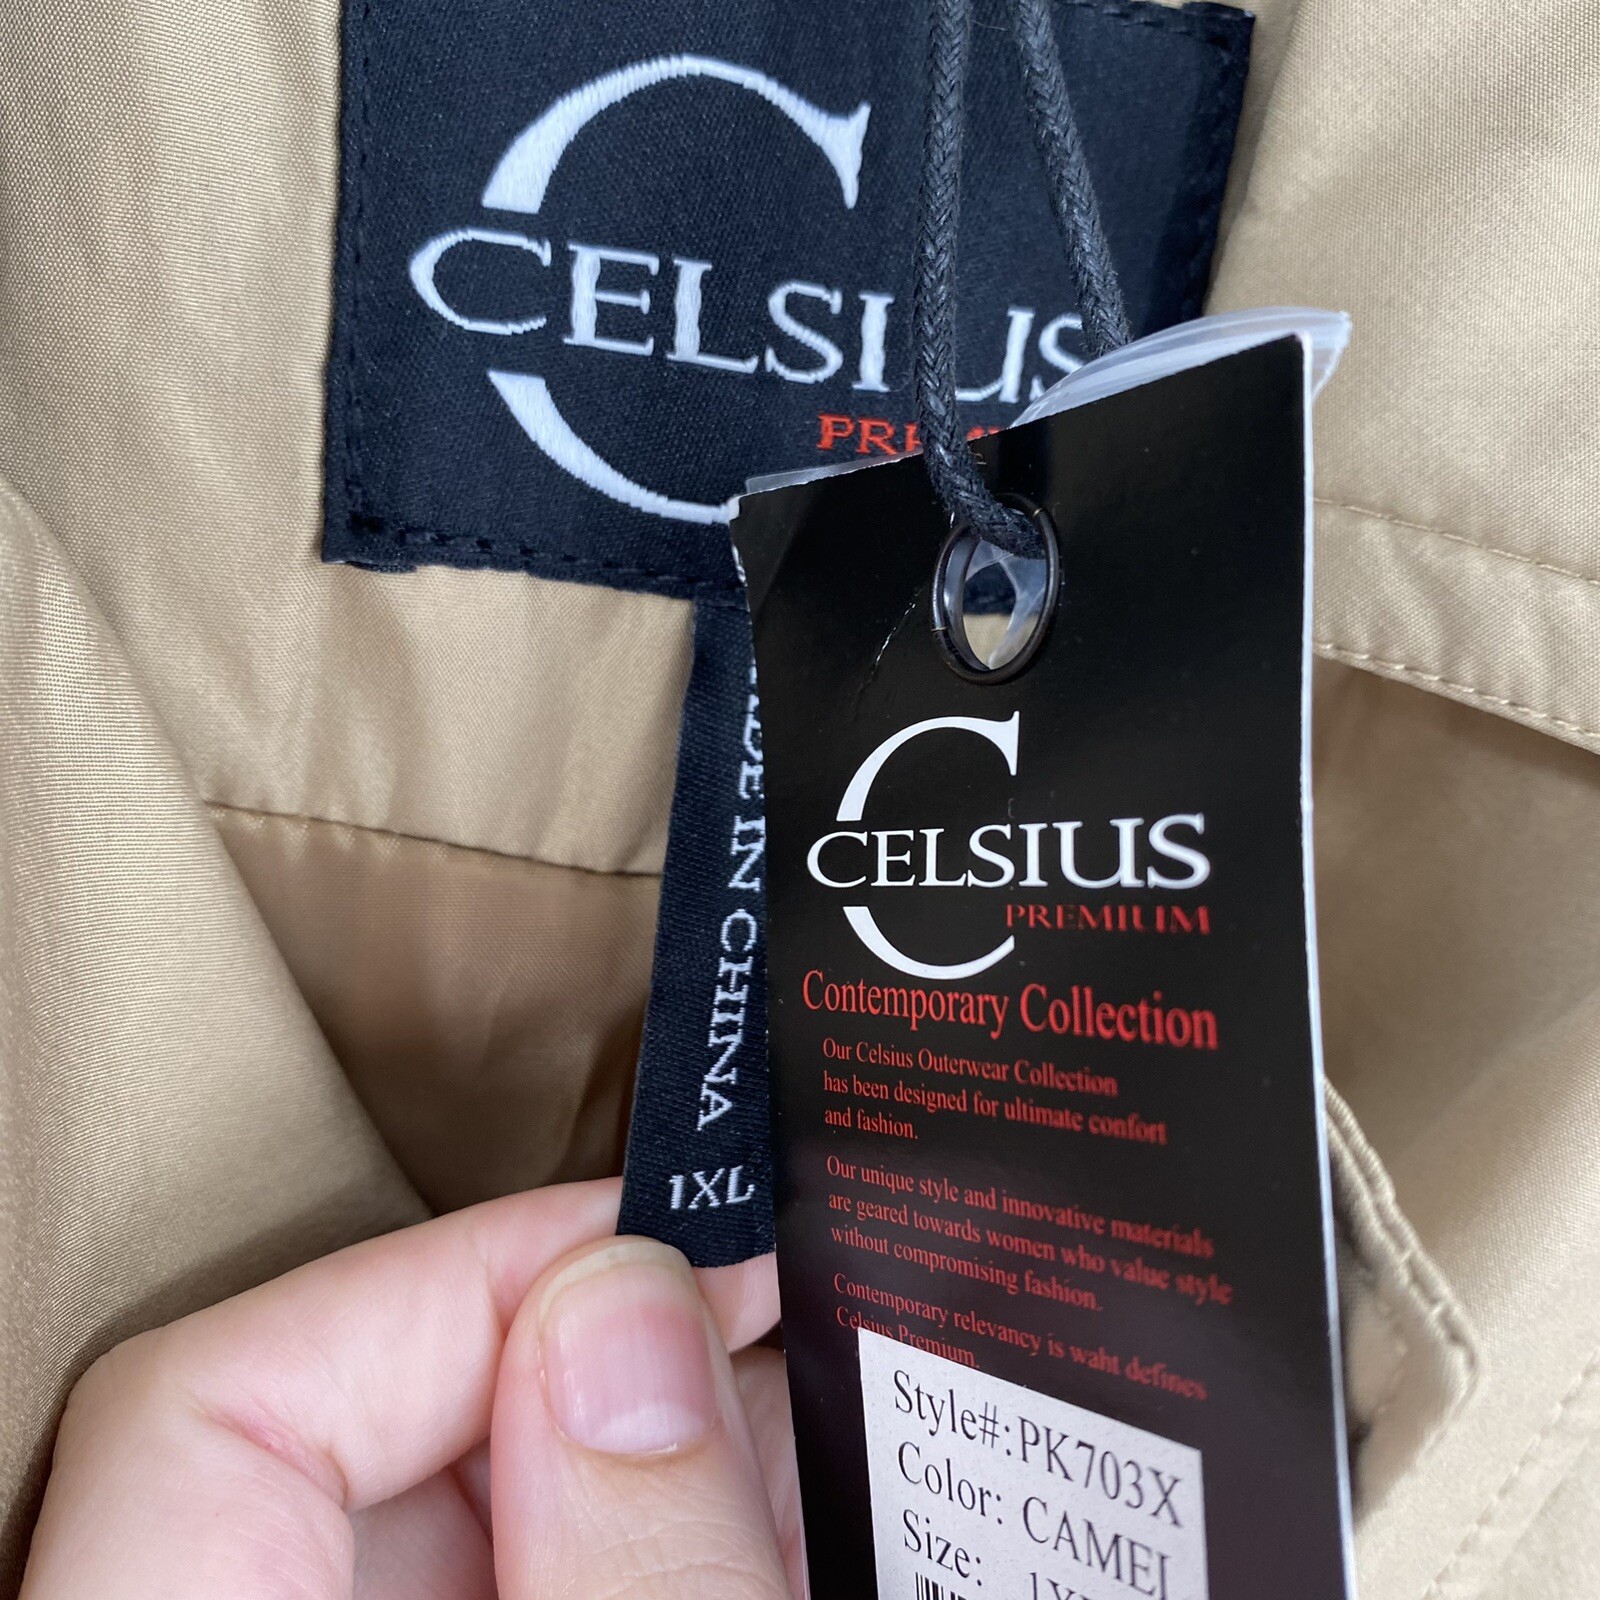 CELSIUS
MADE IN CHINA
1XL
CELSIUS
PREMIUM
Contemporary Collection
Our Celsius Outerwear Collection
has been designed for ultimate confort
and fashion.
Our unique style and innovative materials
are geared towards women who value style
without compromising fashion.
Contemporary relevancy is waht defines
Celsius Premium.
Style#:PK703X
Color: CAMEL
Size: